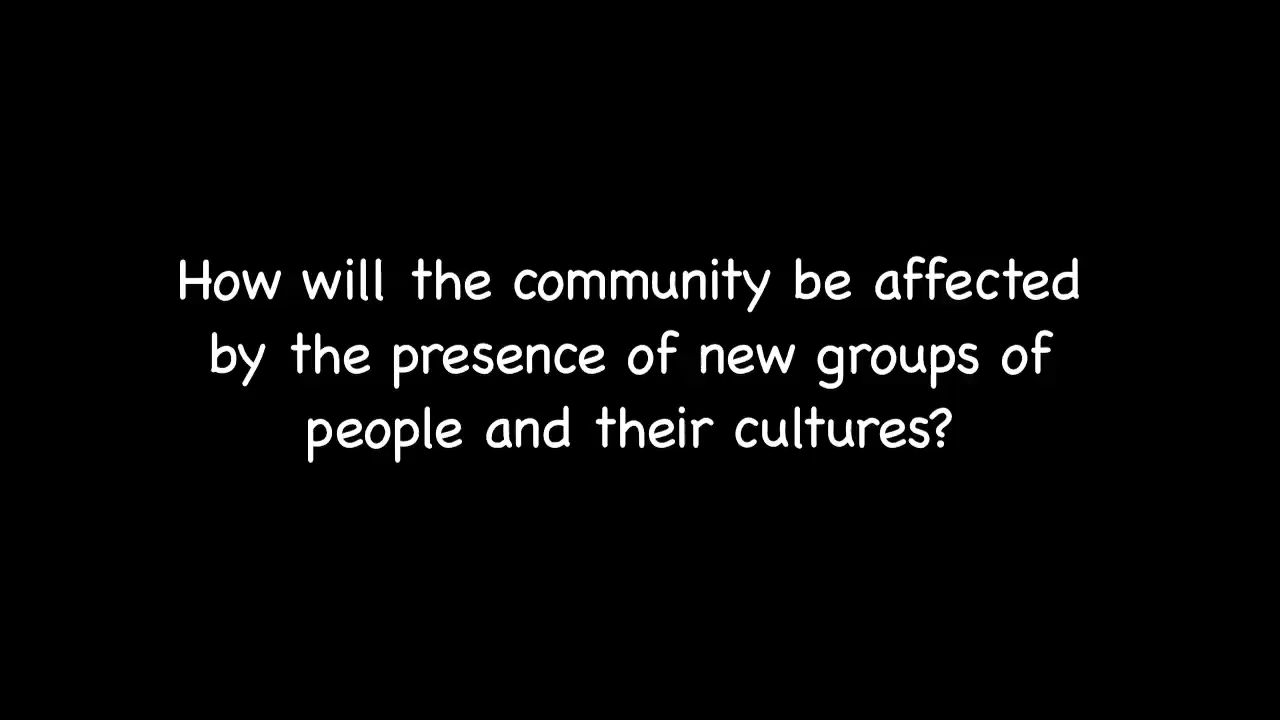 How will the community be affected
by the presence of new groups of
people and their cultures?